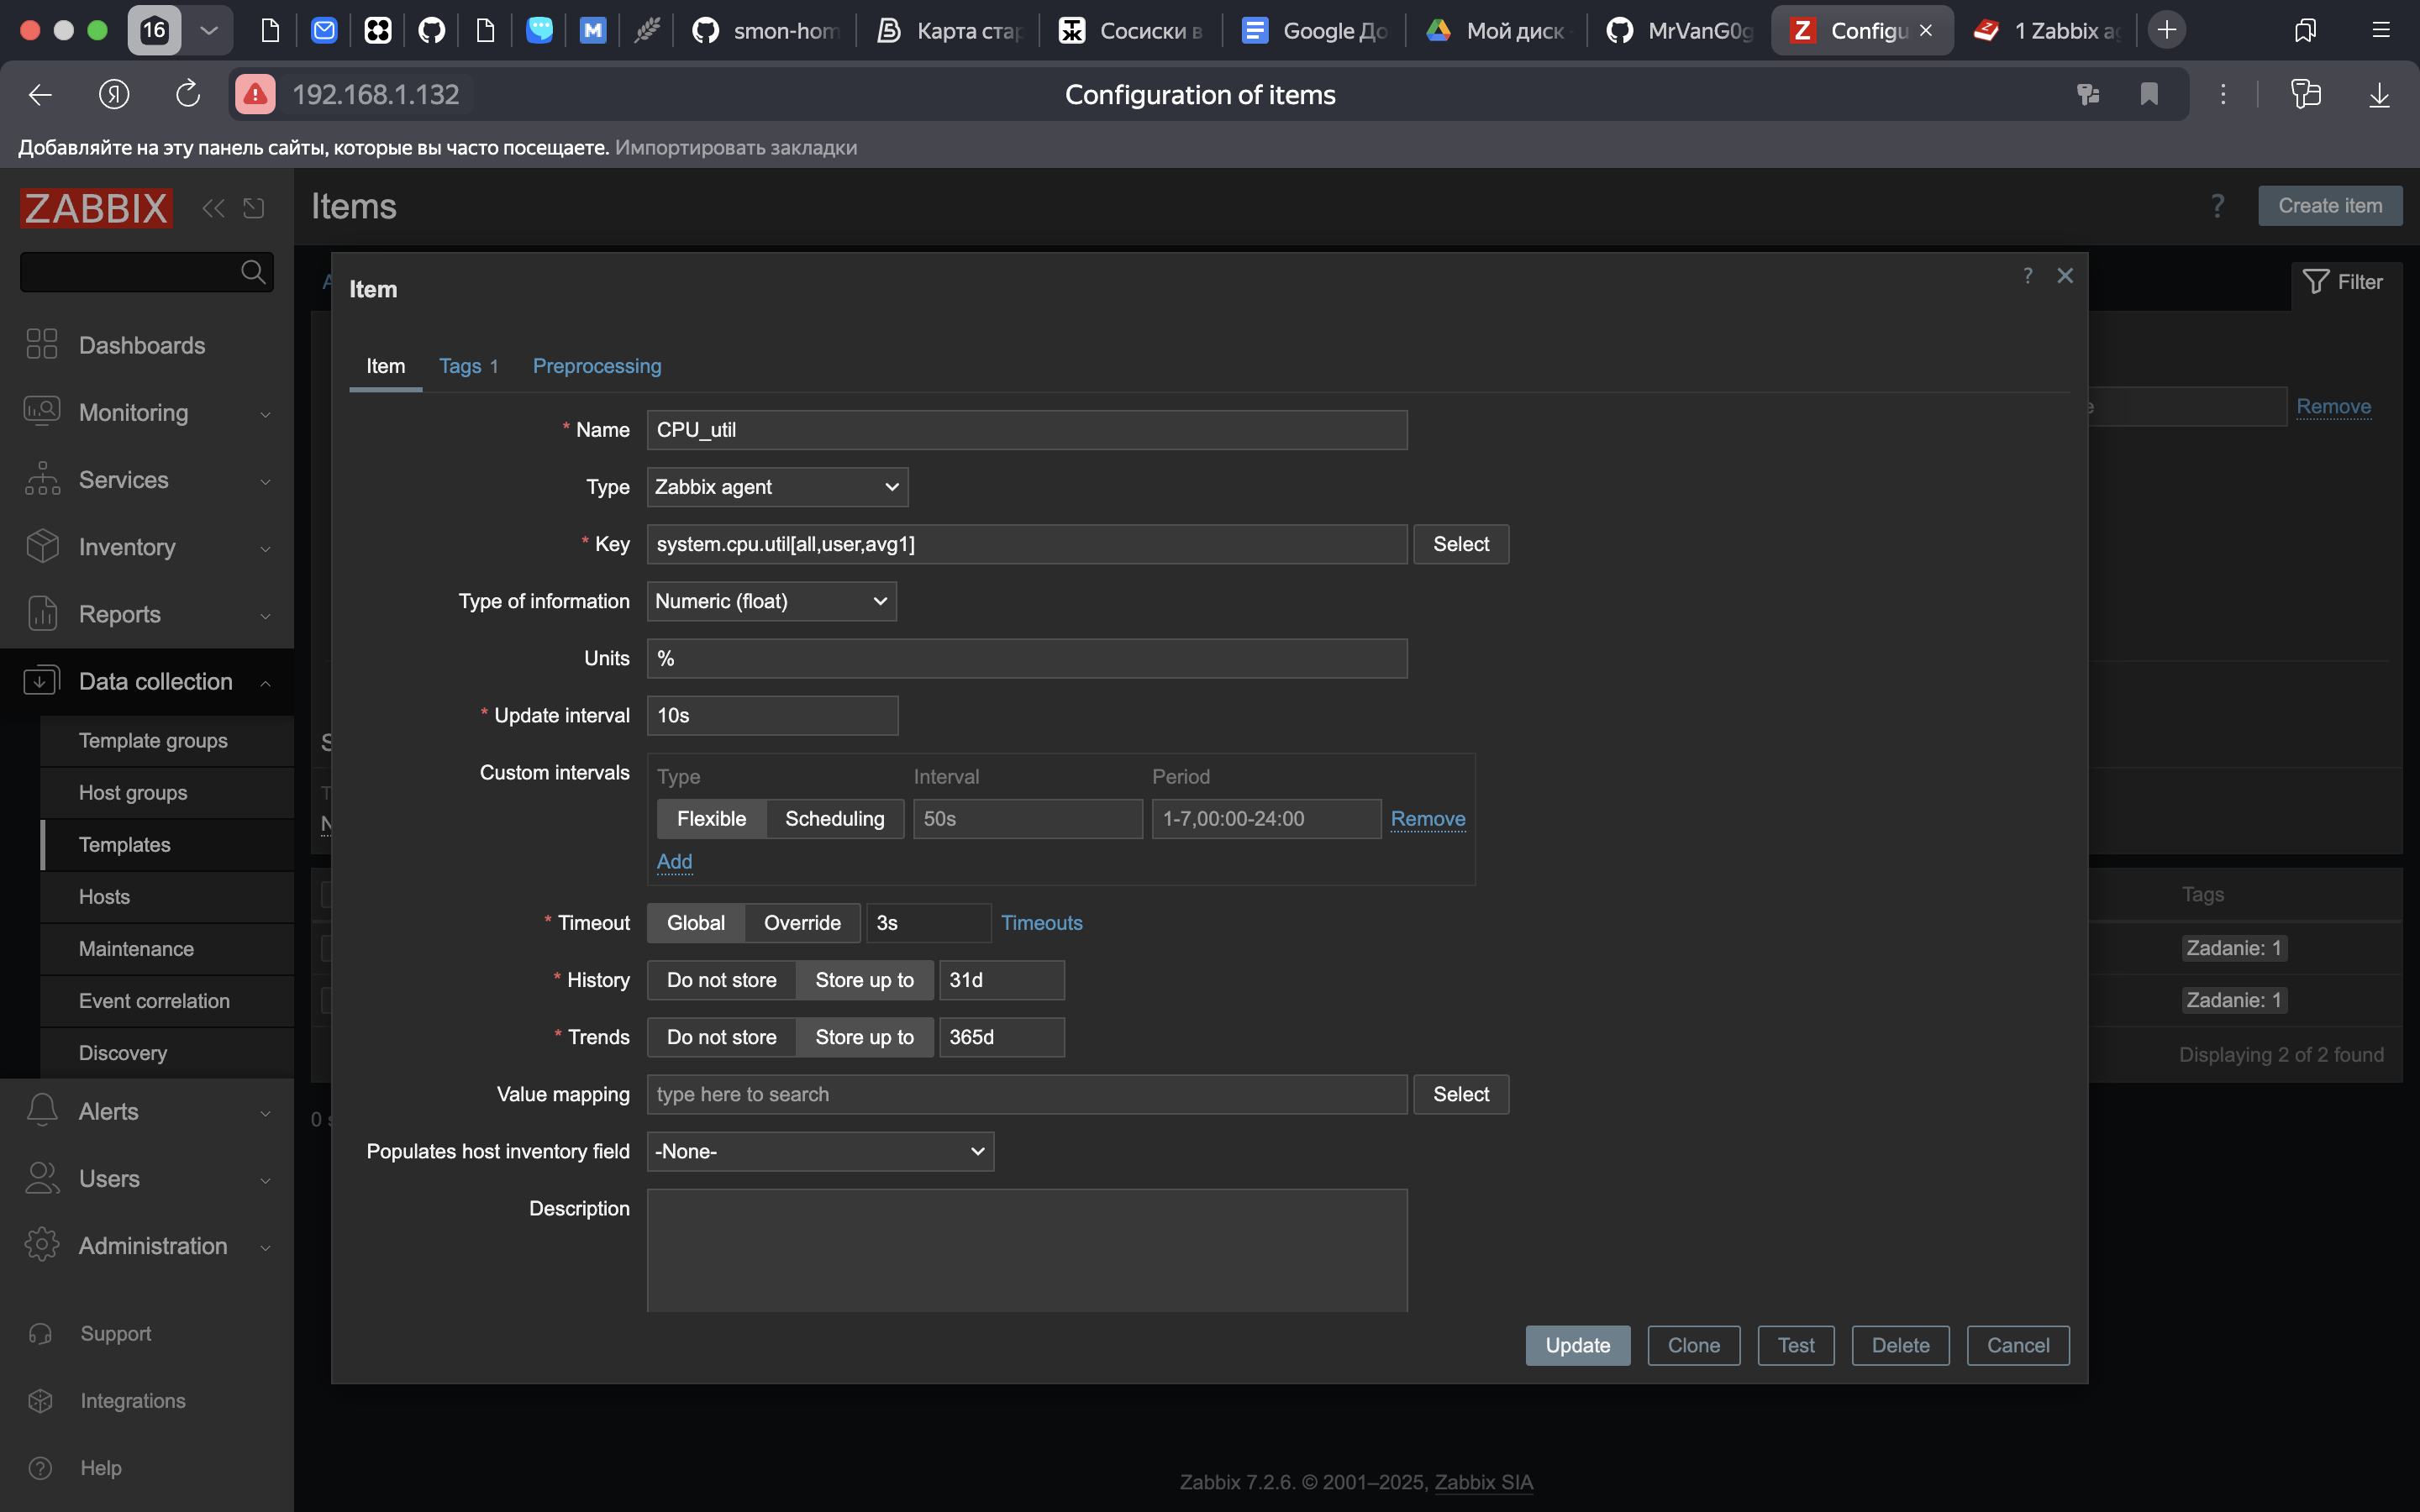 16
smon-hom
Карта стар
Сосиски в
Google До
Мой диск
MrVanG0g
Configu
1 Zabbix ag
192.168.1.132
Configuration of items
Добавляйте на эту панель сайты, которые вы часто посещаете. Импортировать закладки
ZABBIX
Items
?
Create item
Filter
Item
?
Item
Tags 1
Preprocessing
Dashboards
Monitoring
Services
Inventory
Reports
Data collection
Template groups
Host groups
Templates
Hosts
Maintenance
Event correlation
Discovery
Alerts
Users
Administration
Support
Integrations
Help
* Name CPU_util
Type Zabbix agent
* Key system.cpu.util[all,user,avg1] Select
Type of information Numeric (float)
Units %
* Update interval 10s
Custom intervals Type Interval Period
Flexible Scheduling 50s 1-7,00:00-24:00 Remove
Add
* Timeout Global Override 3s Timeouts
* History Do not store Store up to 31d
* Trends Do not store Store up to 365d
Value mapping type here to search Select
Populates host inventory field -None-
Description
Update Clone Test Delete Cancel
Remove
Tags
Zadanie: 1
Zadanie: 1
Displaying 2 of 2 found
Zabbix 7.2.6. © 2001–2025, Zabbix SIA